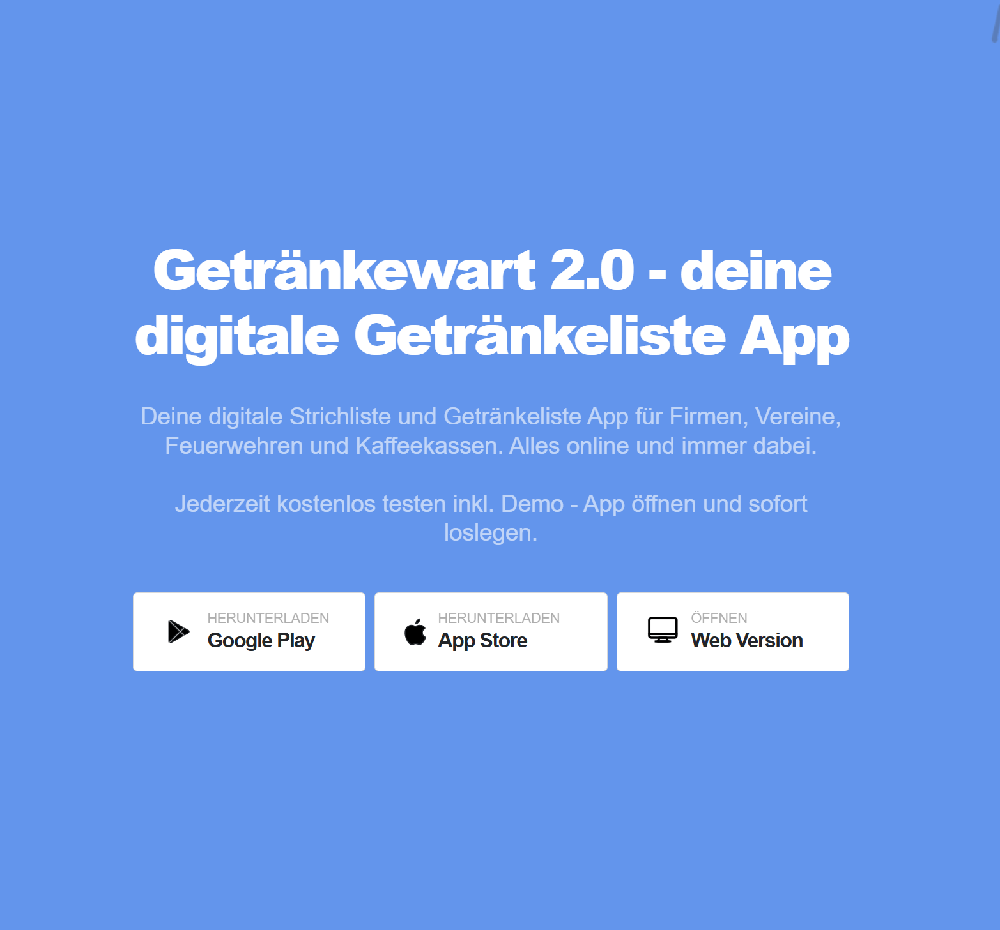 Getränkewart 2.0 - deine
digitale Getränkeliste App
Deine digitale Strichliste und Getränkeliste App für Firmen, Vereine,
Feuerwehren und Kaffeekassen. Alles online und immer dabei.
Jederzeit kostenlos testen inkl. Demo - App öffnen und sofort
loslegen.
HERUNTERLADEN
Google Play
HERUNTERLADEN
App Store
ÖFFNEN
Web Version